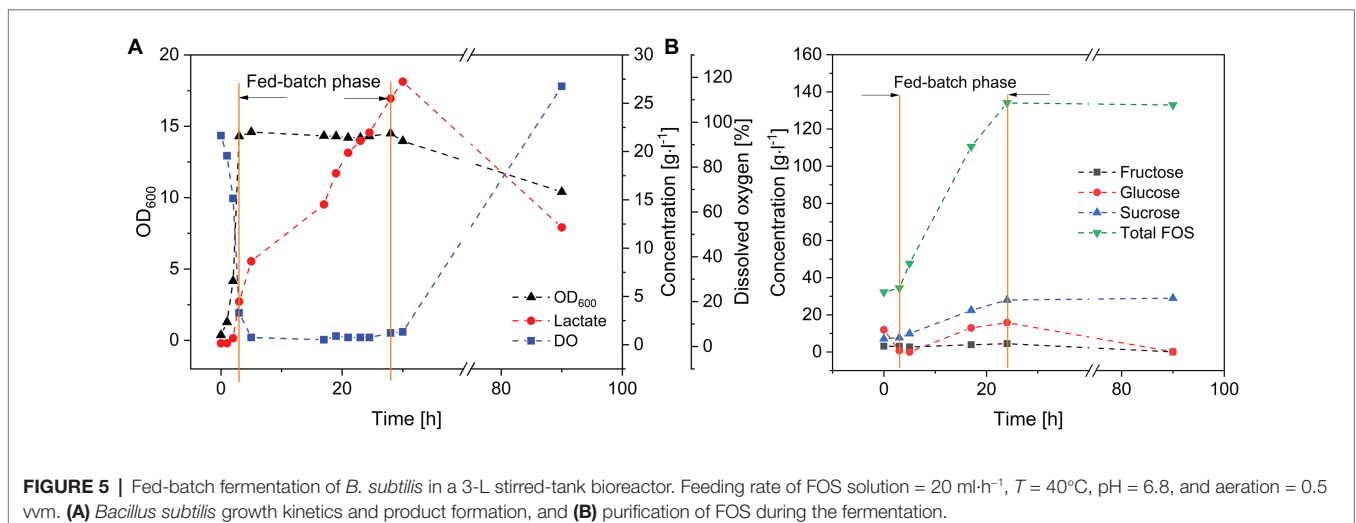 A
B
20
15
10
5
0
OD600
0
20
80
100
Time [h]
30
25
20
15
10
5
0
Concentration [g·l-1]
120
100
80
60
40
20
0
Dissolved oxygen [%]
Fed-batch phase
OD600
Lactate
DO
160
140
120
100
80
60
40
20
0
Concentration [g·l-1]
0
20
80
100
Time [h]
Fed-batch phase
Fructose
Glucose
Sucrose
Total FOS
FIGURE 5 | Fed-batch fermentation of B. subtilis in a 3-L stirred-tank bioreactor. Feeding rate of FOS solution = 20 ml·h−1, T = 40°C, pH = 6.8, and aeration = 0.5
vvm. (A) Bacillus subtilis growth kinetics and product formation, and (B) purification of FOS during the fermentation.